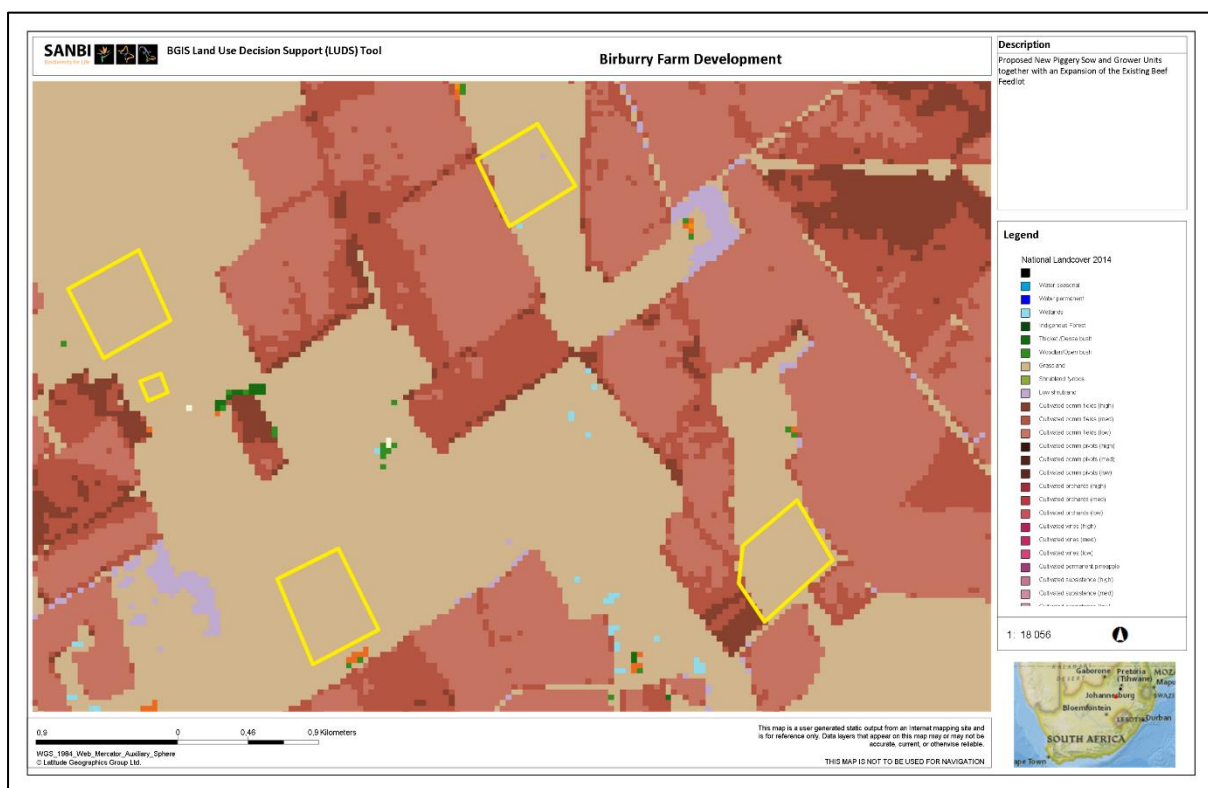 SANBI
Biodiversity for Life
BGIS Land Use Decision Support (LUDS) Tool
Birburry Farm Development
Description
Proposed New Piggery Sow and Grower Units
together with an Expansion of the Existing Beef
Feedlot
Legend
National Landcover 2014
Water seasonal
Water permanent
Wetlands
Indigenous Forest
Thicket /Dense bush
Woodlan/Open bush
Grassland
Shrubland fynbos
Low shrubland
Cultivated comm fields (high)
Cultivated comm fields (med)
Cultivated comm fields (low)
Cultivated comm pivots (high)
Cultivated comm pivots (med)
Cultivated comm pivots (low)
Cultivated orchards (high)
Cultivated orchards (med)
Cultivated orchards (low)
Cultivated vines (high)
Cultivated vines (med)
Cultivated vines (low)
Cultivated permanent pineapple
Cultivated subsistence (high)
Cultivated subsistence (med)
1: 18 056
Gaborone Pretoria MOZ
DESERT (Tshwane) Maps
Johannesburg SWAZI
Bloemfontein
LESOTHO Durban
SOUTH AFRICA
ape Town
0,9 0 0,46 0,9 Kilometers
WGS_1984_Web_Mercator_Auxiliary_Sphere
© Latitude Geographics Group Ltd.
This map is a user generated static output from an Internet mapping site and
is for reference only. Data layers that appear on this map may or may not be
accurate, current, or otherwise reliable.
THIS MAP IS NOT TO BE USED FOR NAVIGATION